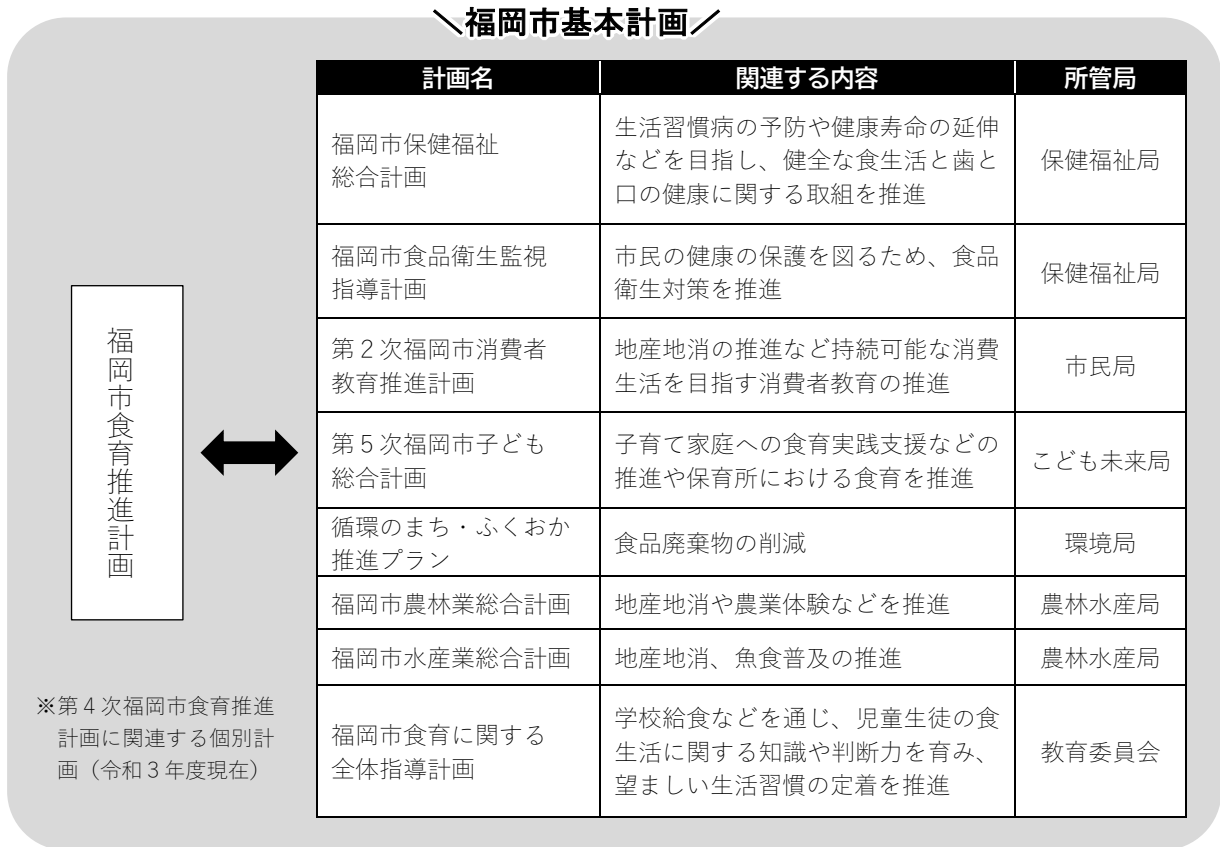 ＼福岡市基本計画／
計画名 関連する内容 所管局
福岡市保健福祉
総合計画
生活習慣病の予防や健康寿命の延伸
などを目指し、健全な食生活と歯と
口の健康に関する取組を推進
保健福祉局
福岡市食品衛生監視
指導計画
市民の健康の保護を図るため、食品
衛生対策を推進
保健福祉局
第２次福岡市消費者
教育推進計画
地産地消の推進など持続可能な消費
生活を目指す消費者教育の推進
市民局
第５次福岡市子ども
総合計画
子育て家庭への食育実践支援などの
推進や保育所における食育を推進
こども未来局
循環のまち・ふくおか
推進プラン
食品廃棄物の削減
環境局
福岡市農林業総合計画
地産地消や農業体験などを推進
農林水産局
福岡市水産業総合計画
地産地消、魚食普及の推進
農林水産局
福岡市食育に関する
全体指導計画
学校給食などを通じ、児童生徒の食
生活に関する知識や判断力を育み、
望ましい生活習慣の定着を推進
教育委員会
福岡市食育推進計画
※第４次福岡市食育推進
計画に関連する個別計
画（令和３年度現在）